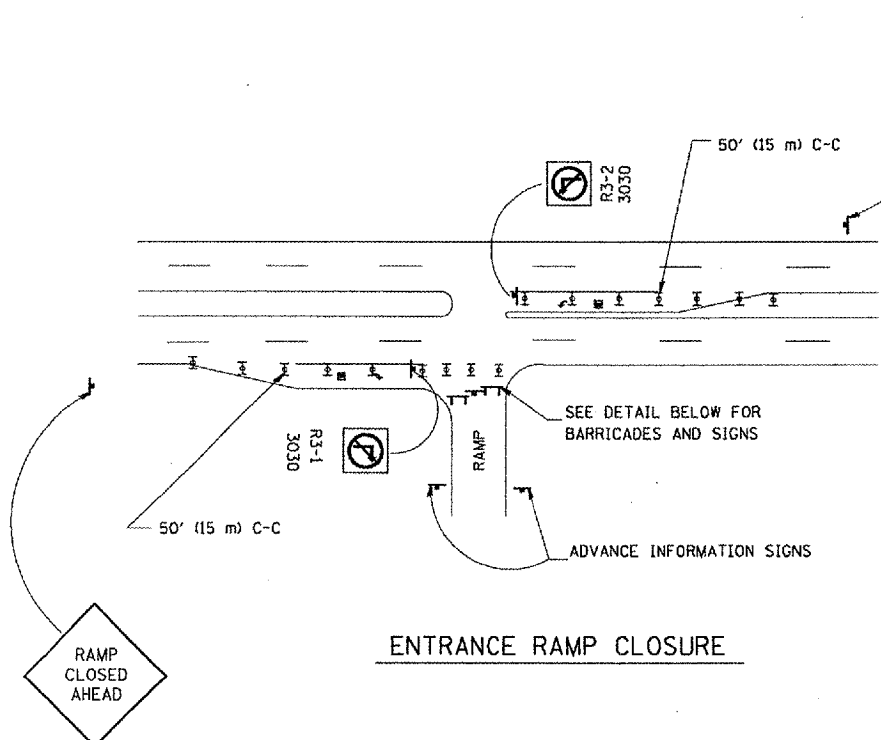 50' (15 m) C-C
R3-2
3030
SEE DETAIL BELOW FOR
BARRICADES AND SIGNS
R3-1
3030
RAMP
50' (15 m) C-C
ADVANCE INFORMATION SIGNS
ENTRANCE RAMP CLOSURE
RAMP
CLOSED
AHEAD